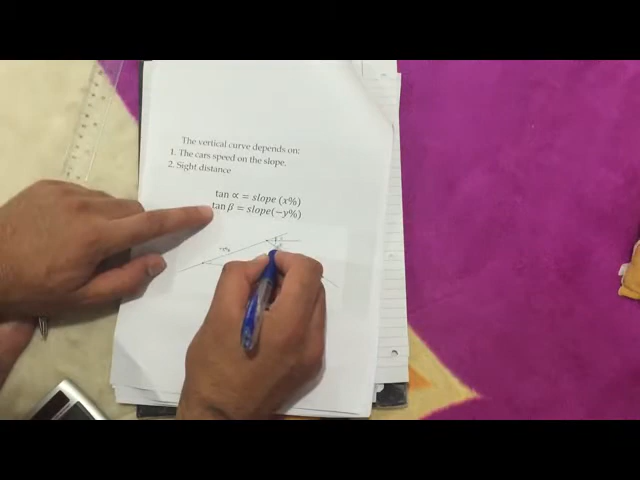 The vertical curve depends on:
1. The cars speed on the slope.
2. Sight distance
tan ∝ = slope (x%)
tan β = slope(−y%)